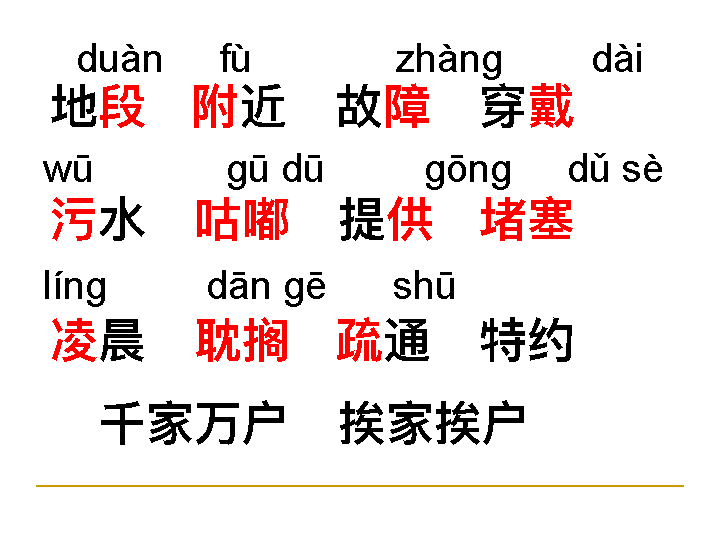 duàn fù zhàng dài
地段 附近 故障 穿戴
wū gū dū gōng dǔ sè
污水 咕嘟 提供 堵塞
líng dān gē shū
凌晨 耽搁 疏通 特约
千家万户 挨家挨户